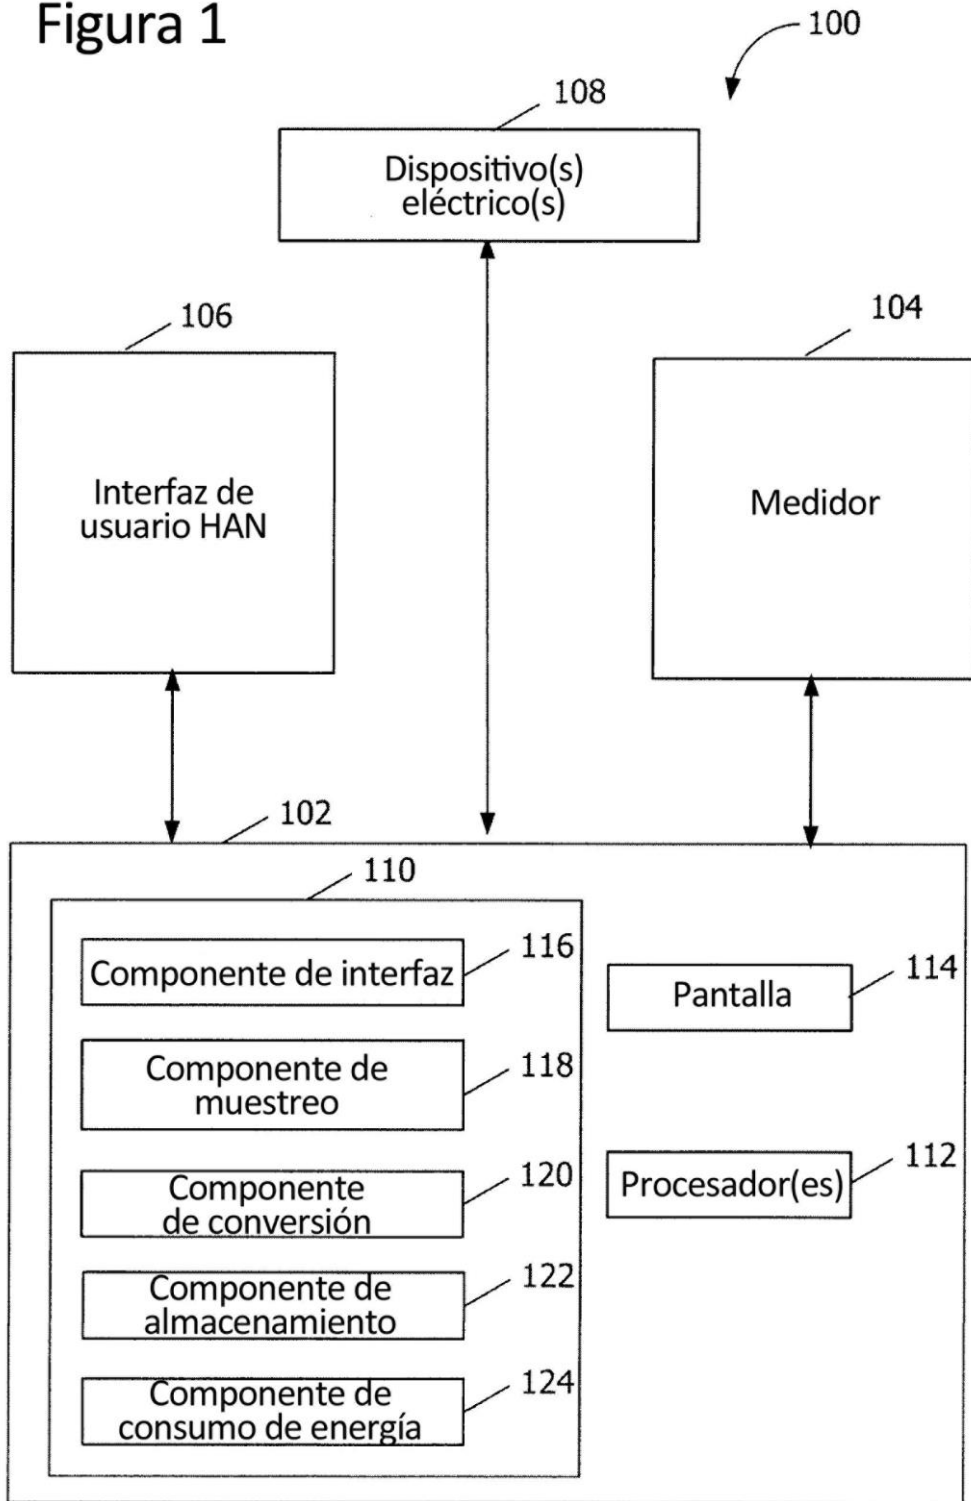 Figura 1
100
108
Dispositivo(s)
eléctrico(s)
106
104
Interfaz de
usuario HAN
Medidor
102
110
116
Componente de interfaz
114
Pantalla
118
Componente de
muestreo
112
Procesador(es)
120
Componente
de conversión
122
Componente de
almacenamiento
124
Componente de
consumo de energía